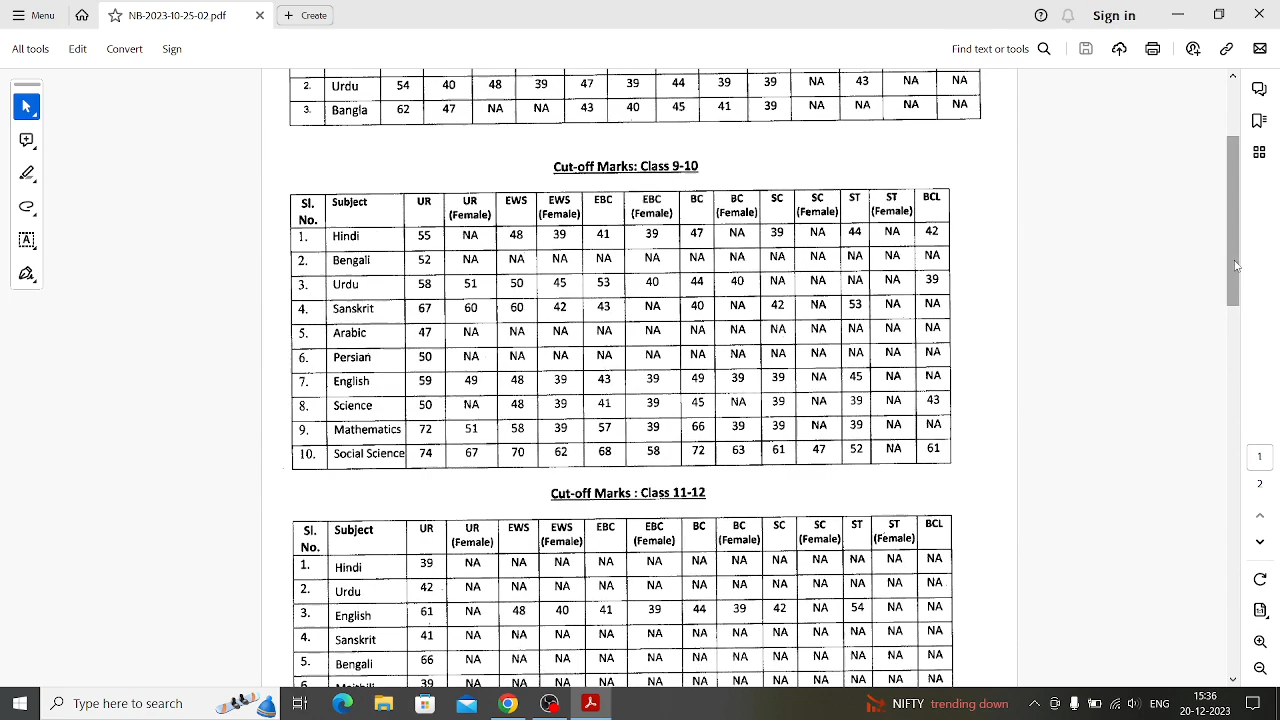 Menu
NB-2023-10-25-02.pdf
Create
Sign in
All tools Edit Convert Sign
Find text or tools
2. Urdu 54 40 48 39 47 39 44 39 39 NA 43 NA NA
3. Bangla 62 47 NA NA 43 40 45 41 39 NA NA NA NA
Cut-off Marks: Class 9-10
Sl. No. Subject UR UR (Female) EWS EWS (Female) EBC EBC (Female) BC BC (Female) SC SC (Female) ST ST (Female) BCL
1. Hindi 55 NA 48 39 41 39 47 NA 39 NA 44 NA 42
2. Bengali 52 NA NA NA NA NA NA NA NA NA NA NA NA
3. Urdu 58 51 50 45 53 40 44 40 NA NA NA NA 39
4. Sanskrit 67 60 60 42 43 NA 40 NA 42 NA 53 NA NA
5. Arabic 47 NA NA NA NA NA NA NA NA NA NA NA NA
6. Persian 50 NA NA NA NA NA NA NA NA NA NA NA NA
7. English 59 49 48 39 43 39 49 39 39 NA 45 NA NA
8. Science 50 NA 48 39 41 39 45 NA 39 NA 39 NA 43
9. Mathematics 72 51 58 39 57 39 66 39 39 NA 39 NA NA
10. Social Science 74 67 70 62 68 58 72 63 61 47 52 NA 61
Cut-off Marks : Class 11-12
Sl. No. Subject UR UR (Female) EWS EWS (Female) EBC EBC (Female) BC BC (Female) SC SC (Female) ST ST (Female) BCL
1. Hindi 39 NA NA NA NA NA NA NA NA NA NA NA NA
2. Urdu 42 NA NA NA NA NA NA NA NA NA NA NA NA
3. English 61 NA 48 40 41 39 44 39 42 NA 54 NA NA
4. Sanskrit 41 NA NA NA NA NA NA NA NA NA NA NA NA
5. Bengali 66 NA NA NA NA NA NA NA NA NA NA NA NA
6. Maithili 39 NA NA NA NA NA NA NA NA NA NA NA NA
1
2
Type here to search
NIFTY trending down
ENG
15:36
20-12-2023